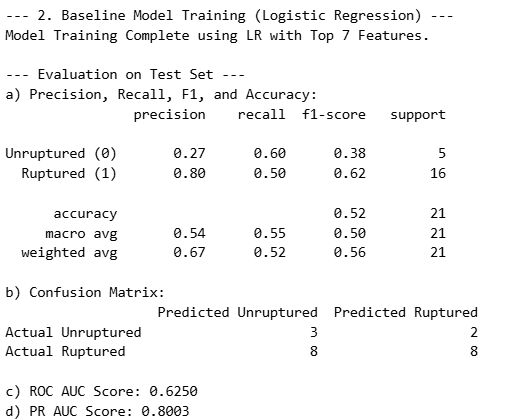 --- 2. Baseline Model Training (Logistic Regression) ---
Model Training Complete using LR with Top 7 Features.
--- Evaluation on Test Set ---
a) Precision, Recall, F1, and Accuracy:
precision recall f1-score support
Unruptured (0) 0.27 0.60 0.38 5
Ruptured (1) 0.80 0.50 0.62 16
accuracy 0.52 21
macro avg 0.54 0.55 0.50 21
weighted avg 0.67 0.52 0.56 21
b) Confusion Matrix:
Predicted Unruptured Predicted Ruptured
Actual Unruptured 3 2
Actual Ruptured 8 8
c) ROC AUC Score: 0.6250
d) PR AUC Score: 0.8003